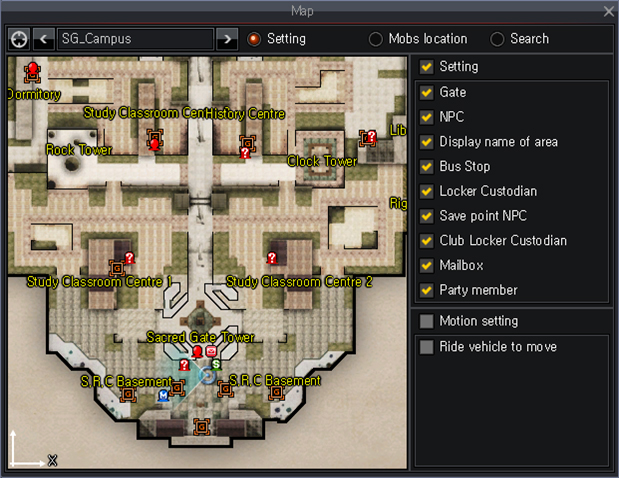 Map
SG_Campus
Setting
Mobs location
Search
Dormitory
Study Classroom Cen
History Centre
Lib
Rock Tower
Clock Tower
Rig
Study Classroom Centre 1
Study Classroom Centre 2
Sacred Gate Tower
S.R.C Basement
S.R.C Basement
X
Setting
Gate
NPC
Display name of area
Bus Stop
Locker Custodian
Save point NPC
Club Locker Custodian
Mailbox
Party member
Motion setting
Ride vehicle to move